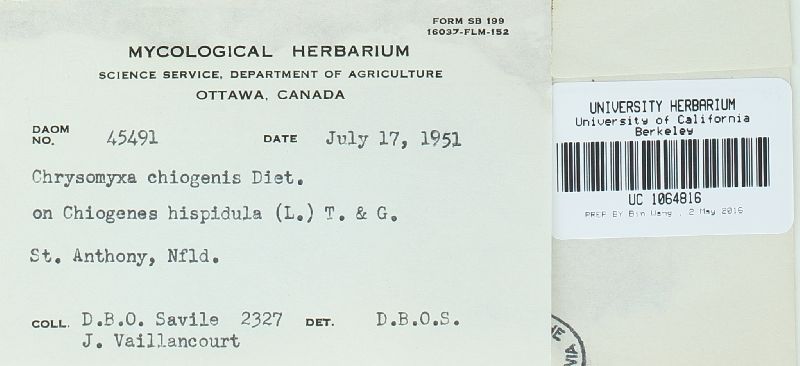 FORM SB 199
16037-FLM-152
MYCOLOGICAL HERBARIUM
SCIENCE SERVICE, DEPARTMENT OF AGRICULTURE
OTTAWA, CANADA
DAOM NO. 45491 DATE July 17, 1951
Chrysomyxa chiogenis Diet.
on Chiogenes hispidula (L.) T. & G.
St. Anthony, Nfld.
COLL. D.B.O. Savile 2327 DET. D.B.O.S.
J. Vaillancourt
UNIVERSITY HERBARIUM
University of California
Berkeley
UC 1064816
PREP BY Bin Wang , 2 May 2016